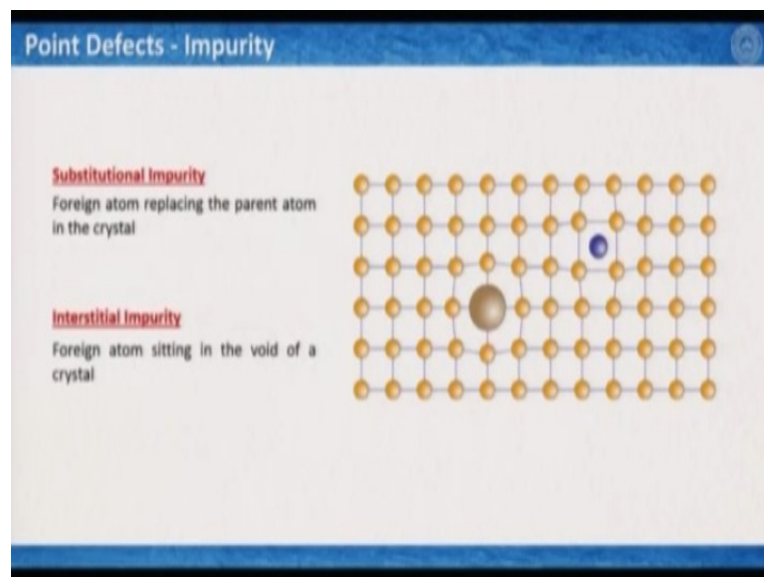 Point Defects - Impurity
Substitutional Impurity
Foreign atom replacing the parent atom
in the crystal
Interstitial Impurity
Foreign atom sitting in the void of a
crystal